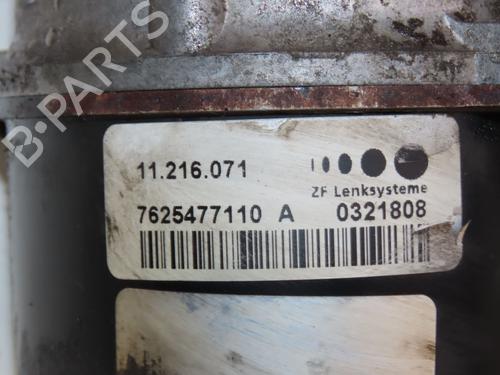 B-PARTS
11.216.071
ZF Lenksysteme
7625477110 A 0321808